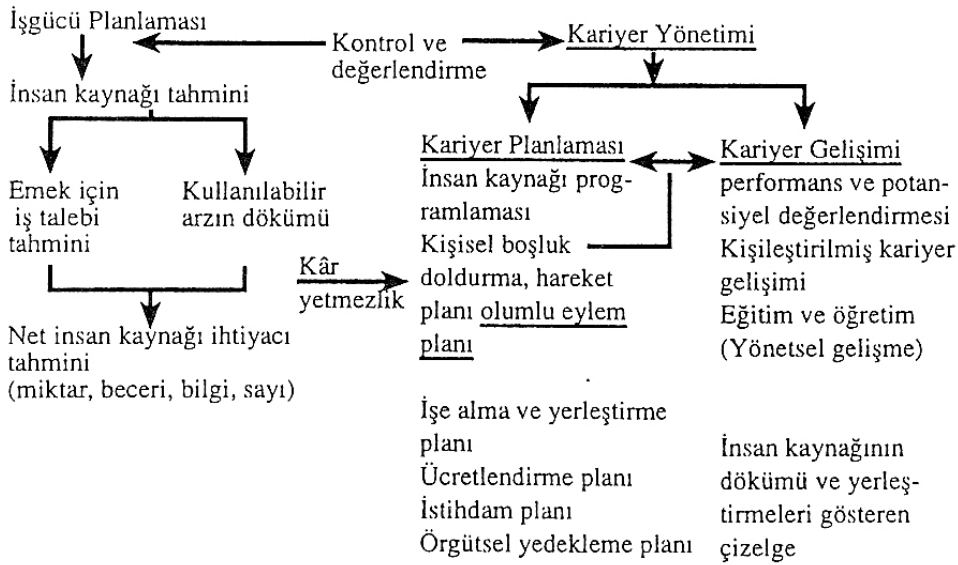 İşgücü Planlaması
Kontrol ve
değerlendirme
Kariyer Yönetimi
İnsan kaynağı tahmini
Emek için
iş talebi
tahmini
Kullanılabilir
arzın dökümü
Net insan kaynağı ihtiyacı
tahmini
(miktar, beceri, bilgi, sayı)
Kâr
yetmezlik
Kariyer Planlaması
İnsan kaynağı prog-
ramlaması
Kişisel boşluk
doldurma, hareket
planı olumlu eylem
planı
İşe alma ve yerleştirme
planı
Ücretlendirme planı
İstihdam planı
Örgütsel yedekleme planı
Kariyer Gelişimi
performans ve potan-
siyel değerlendirmesi
Kişileştirilmiş kariyer
gelişimi
Eğitim ve öğretim
(Yönetsel gelişme)
İnsan kaynağının
dökümü ve yerleş-
tirmeleri gösteren
çizelge